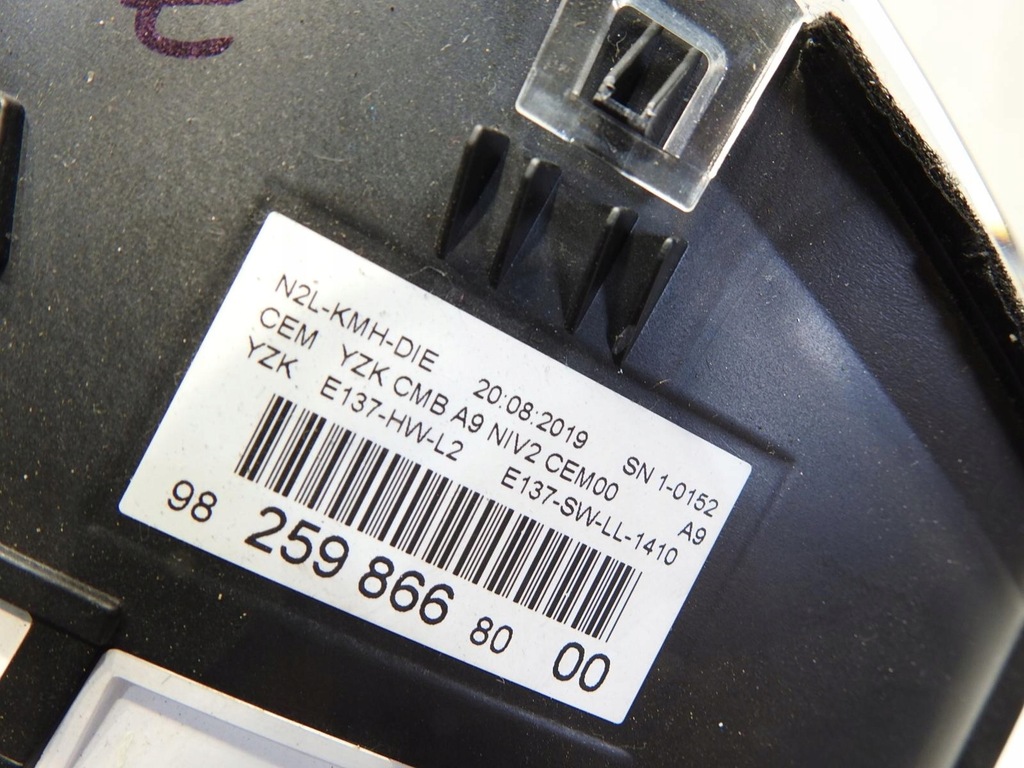 N2L-KMH-DIE 20:08:2019 SN 1-0152
CEM YZK CMB A9 NIV2 CEM00 A9
YZK E137-HW-L2 E137-SW-LL-1410
98 259 866 80 00